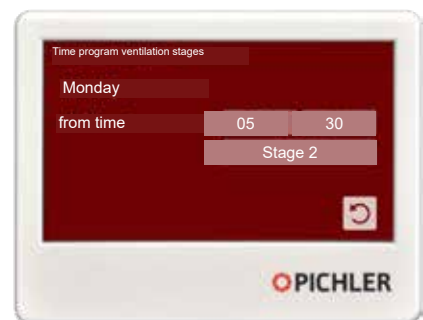 Time program ventilation stages
Monday
from time 05 30
Stage 2
PICHLER